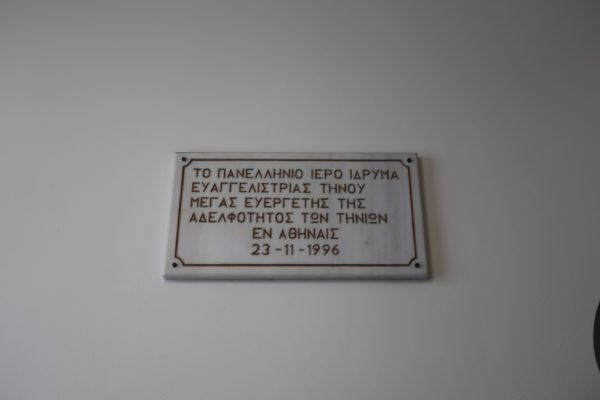 ΤΟ ΠΑΝΕΛΛΗΝΙΟ ΙΕΡΟ ΙΔΡΥΜΑ
ΕΥΑΓΓΕΛΙΣΤΡΙΑΣ ΤΗΝΟΥ
ΜΕΓΑΣ ΕΥΕΡΓΕΤΗΣ ΤΗΣ
ΑΔΕΛΦΟΤΗΤΟΣ ΤΩΝ ΤΗΝΙΩΝ
ΕΝ ΑΘΗΝΑΙΣ
23-11-1996